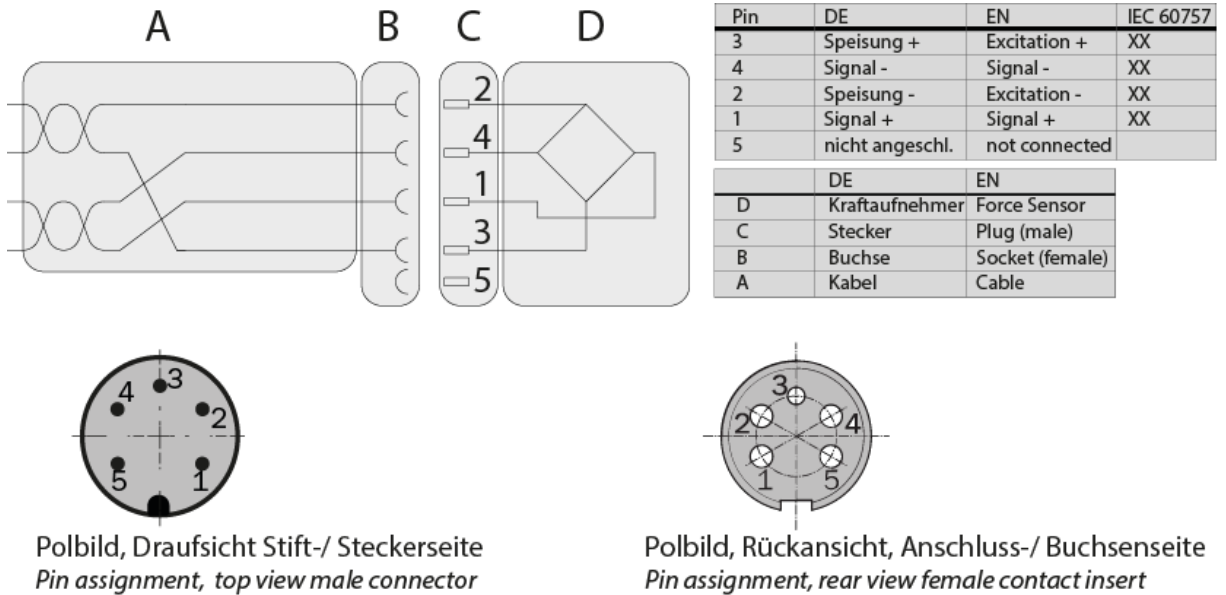 A B C D
2
4
1
3
5
Pin DE EN IEC 60757
3 Speisung + Excitation + XX
4 Signal - Signal - XX
2 Speisung - Excitation - XX
1 Signal + Signal + XX
5 nicht angeschl. not connected
DE EN
D Kraftaufnehmer Force Sensor
C Stecker Plug (male)
B Buchse Socket (female)
A Kabel Cable
3
4
2
5
1
3
2
4
1
5
Polbild, Draufsicht Stift-/ Steckerseite
Pin assignment, top view male connector
Polbild, Rückansicht, Anschluss-/ Buchsenseite
Pin assignment, rear view female contact insert